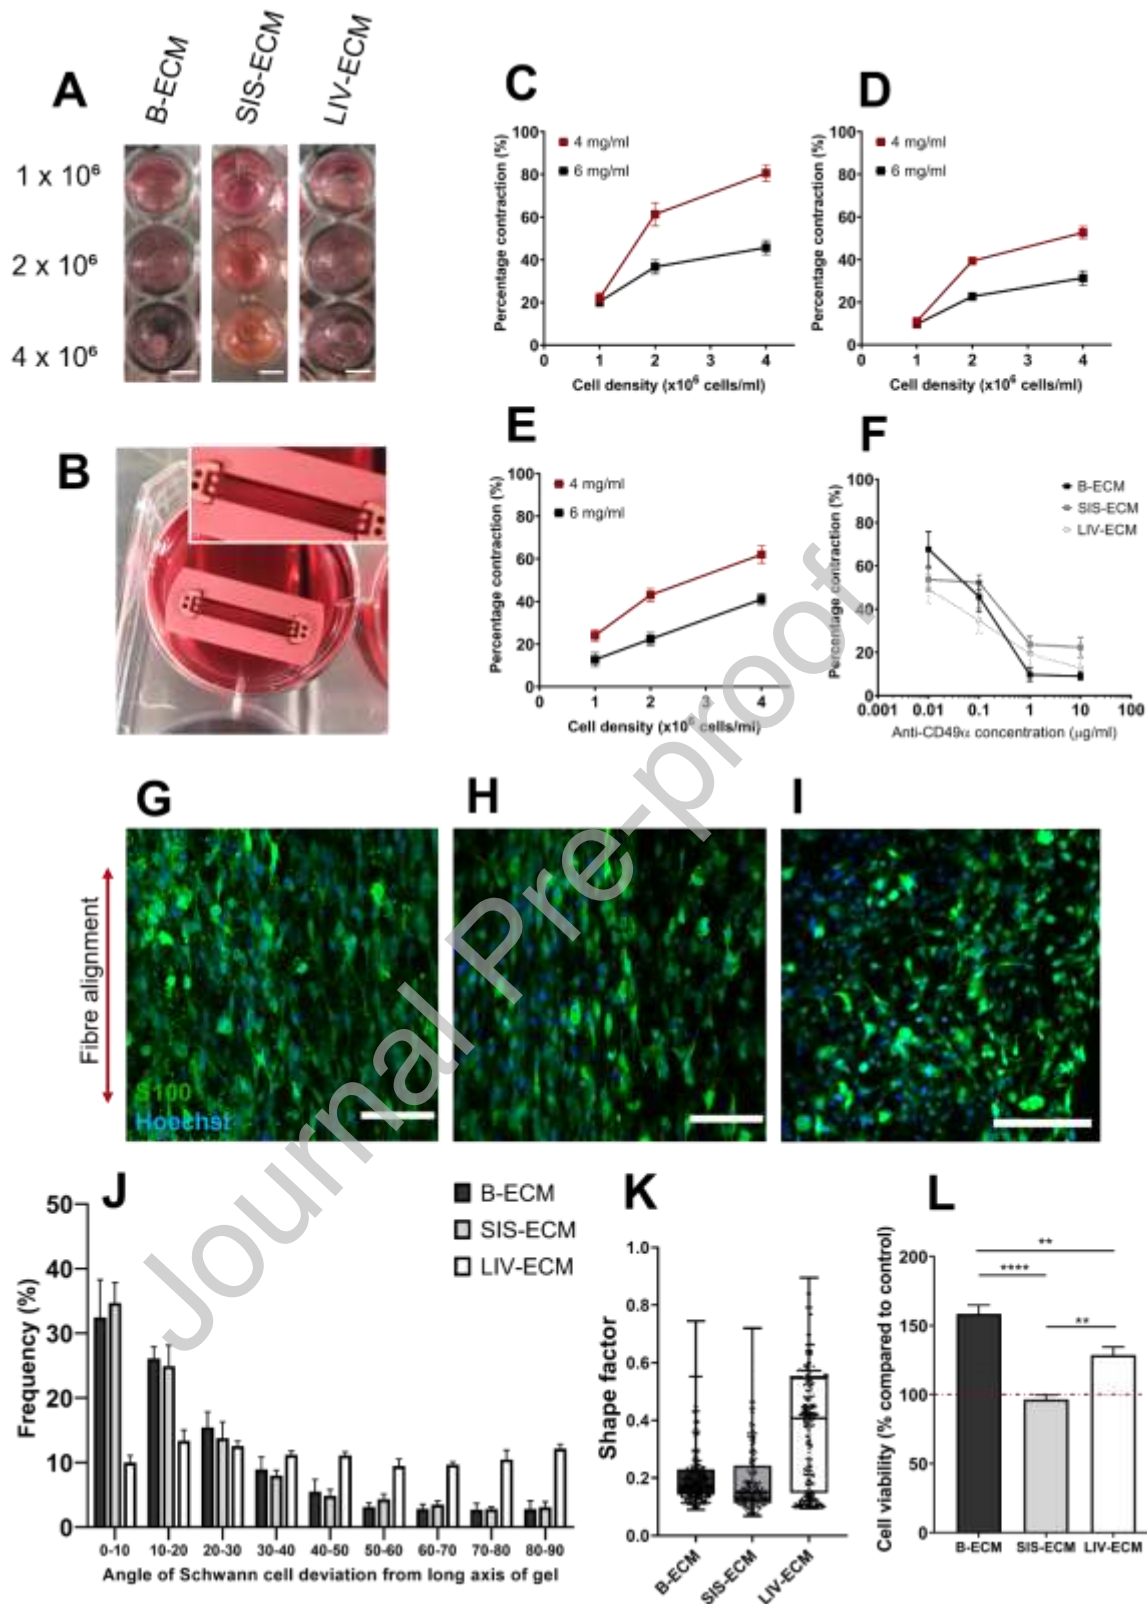 A
B-ECM
SIS-ECM
LIV-ECM
1 x 10⁶
2 x 10⁶
4 x 10⁶
B
C
Percentage contraction (%)
100
80
60
40
20
0
4 mg/ml
6 mg/ml
0 1 2 3 4
Cell density (x10⁶ cells/ml)
D
Percentage contraction (%)
100
80
60
40
20
0
4 mg/ml
6 mg/ml
0 1 2 3 4
Cell density (x10⁶ cells/ml)
E
Percentage contraction (%)
100
80
60
40
20
0
4 mg/ml
6 mg/ml
0 1 2 3 4
Cell density (x10⁶ cells/ml)
F
Percentage contraction (%)
100
80
60
40
20
0
B-ECM
SIS-ECM
LIV-ECM
0.001 0.01 0.1 1 10 100
Anti-CD49α concentration (µg/ml)
G
H
I
Fibre alignment
S100
Hoechst
Journal Pre-proof
J
Frequency (%)
50
40
30
20
10
0
B-ECM
SIS-ECM
LIV-ECM
0-10 10-20 20-30 30-40 40-50 50-60 60-70 70-80 80-90
Angle of Schwann cell deviation from long axis of gel
K
Shape factor
1.0
0.8
0.6
0.4
0.2
0.0
B-ECM
SIS-ECM
LIV-ECM
L
Cell viability (% compared to control)
200
150
100
50
0
**
****
**
B-ECM SIS-ECM LIV-ECM